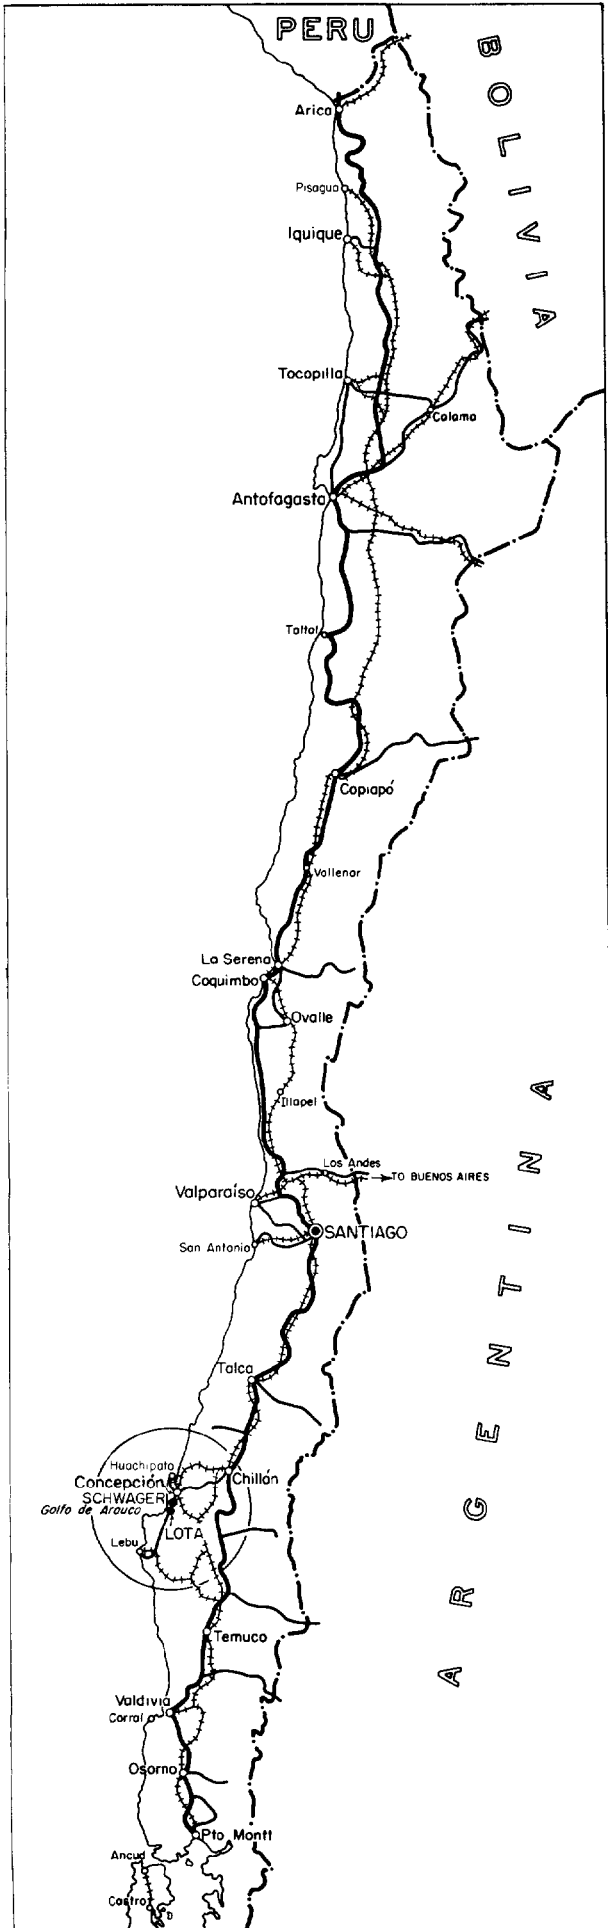 PERU
BOLIVIA
Arica
Pisagua
Iquique
Tocopilla
Calama
Antofagasta
Taltal
Copiapó
Vallenar
La Serena
Coquimbo
Ovalle
Illapel
Los Andes
TO BUENOS AIRES
Valparaíso
SANTIAGO
San Antonio
ARGENTINA
Talca
Huachipato
Chillán
Concepción
SCHWAGER
Golfo de Arauco
LOTA
Lebu
Temuco
Valdivia
Corral
Osorno
Pto Montt
Ancud
Castro